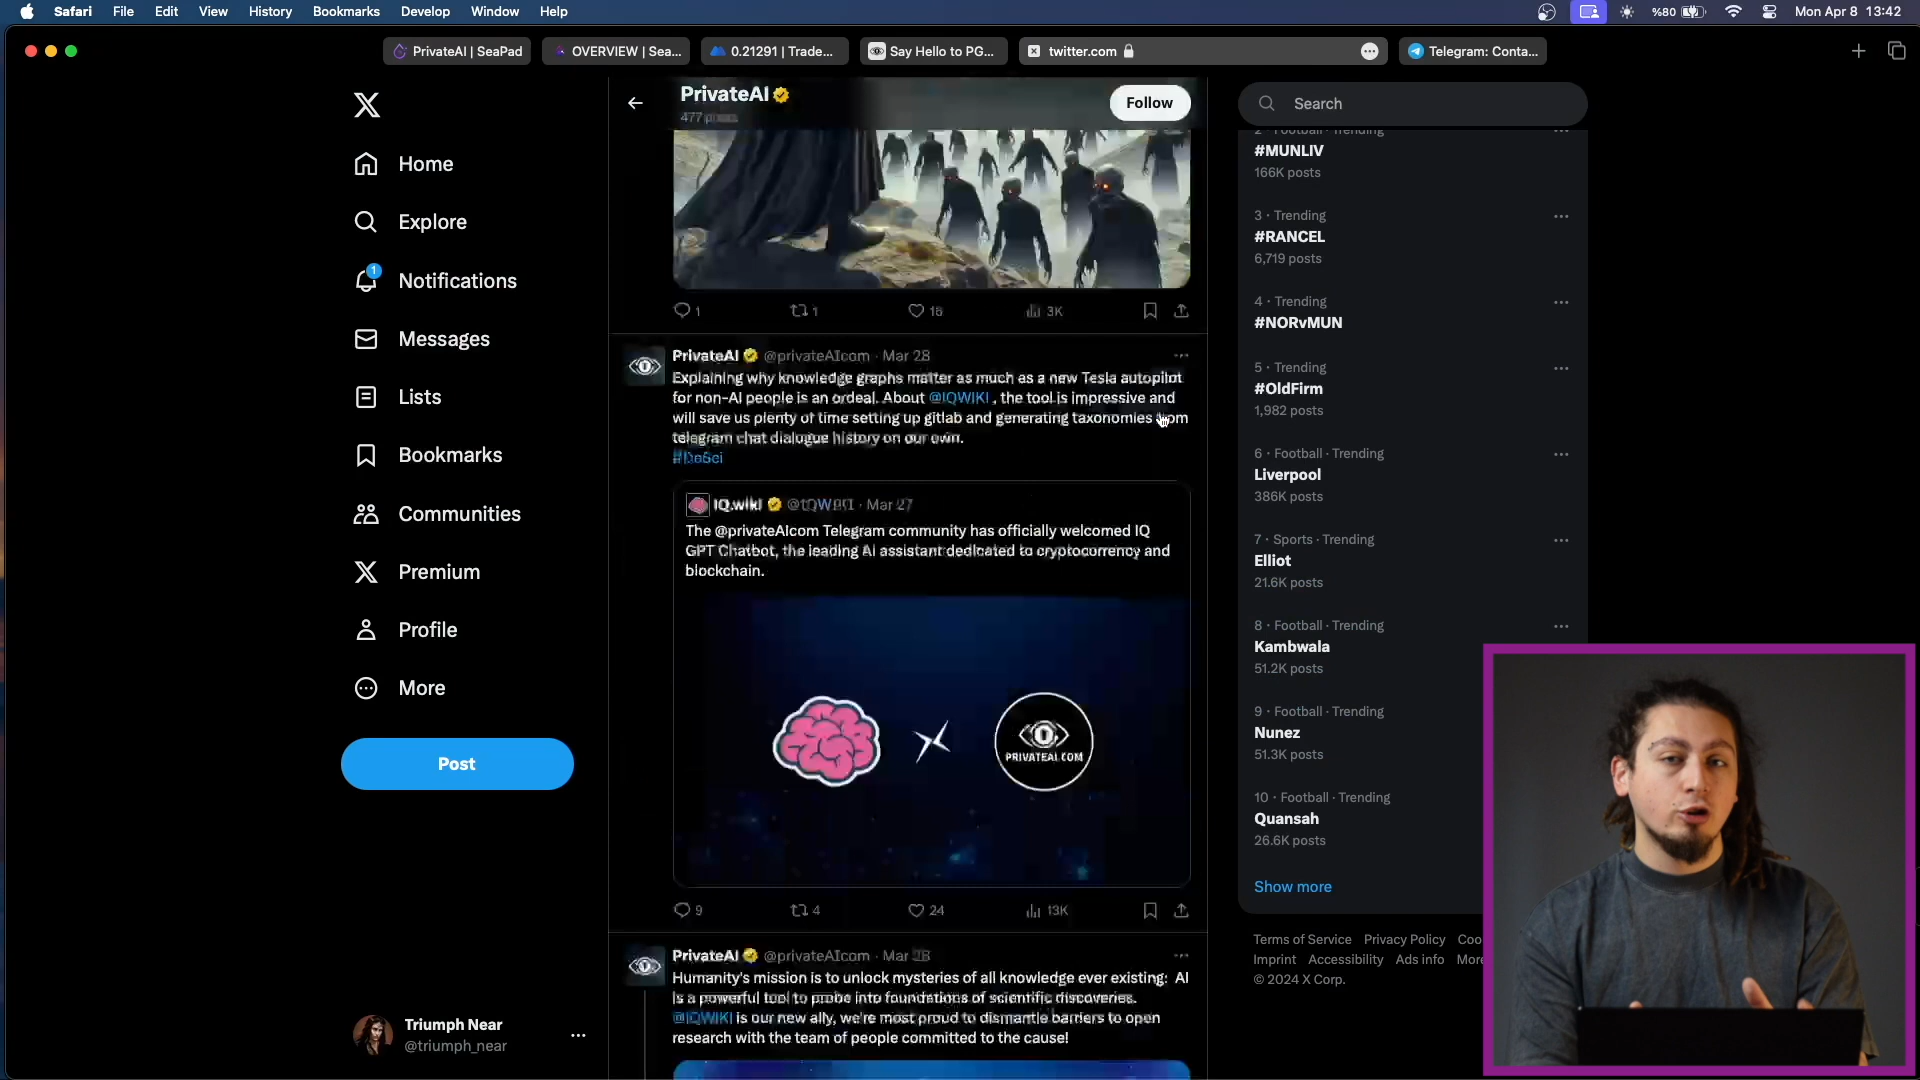 Safari File Edit View History Bookmarks Develop Window Help
%80 Mon Apr 8 13:42
PrivateAI | SeaPad
OVERVIEW | Sea...
0.21291 | Trade...
Say Hello to PG...
twitter.com
Telegram: Conta...
Home
Explore
1
Notifications
Messages
Lists
Bookmarks
Communities
Premium
Profile
More
Post
Triumph Near
@triumph_near
PrivateAI
477 posts
Follow
1 1 16 3K
PrivateAI @privateAIcom · Mar 28
Explaining why knowledge graphs matter as much as a new Tesla autopilot
for non-AI people is an ordeal. About @IQWIKI , the tool is impressive and
will save us plenty of time setting up gitlab and generating taxonomies from
telegram chat dialogue history on our own.
#DeSci
IQ.wiki @IQWIKI · Mar 27
The @privateAIcom Telegram community has officially welcomed IQ
GPT Chatbot, the leading AI assistant dedicated to cryptocurrency and
blockchain.
PRIVATEAI.COM
9 4 24 13K
PrivateAI @privateAIcom · Mar
Humanity's mission is to unlock mysteries of all knowledge ever existing: AI
is a powerful tool to probe into foundations of scientific discoveries.
@IQWIKI is our new ally, we're most proud to dismantle barriers to open
research with the team of people committed to the cause!
Search
2 · Football · Trending
#MUNLIV
166K posts
3 · Trending
#RANCEL
6,719 posts
4 · Trending
#NORvMUN
5 · Trending
#OldFirm
1,982 posts
6 · Football · Trending
Liverpool
386K posts
7 · Sports · Trending
Elliot
21.6K posts
8 · Football · Trending
Kambwala
51.2K posts
9 · Football · Trending
Nunez
51.3K posts
10 · Football · Trending
Quansah
26.6K posts
Show more
Terms of Service Privacy Policy Coo
Imprint Accessibility Ads info More
© 2024 X Corp.